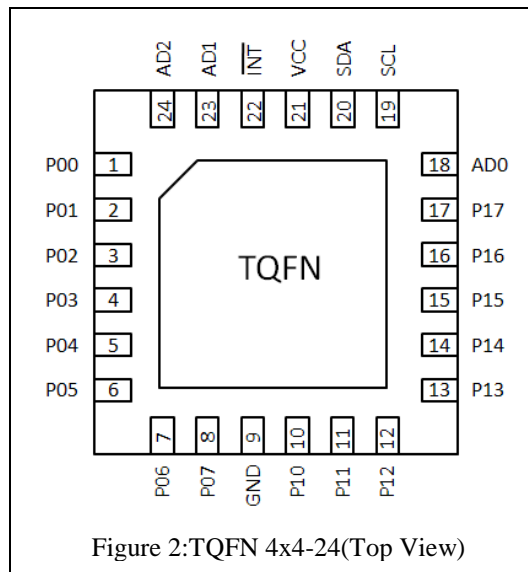 AD2 AD1 INT VCC SDA SCL
24 23 22 21 20 19
P00 1 18 AD0
P01 2 17 P17
P02 3 16 P16
P03 4 15 P15
P04 5 14 P14
P05 6 13 P13
TQFN
7 8 9 10 11 12
P06 P07 GND P10 P11 P12
Figure 2:TQFN 4x4-24(Top View)